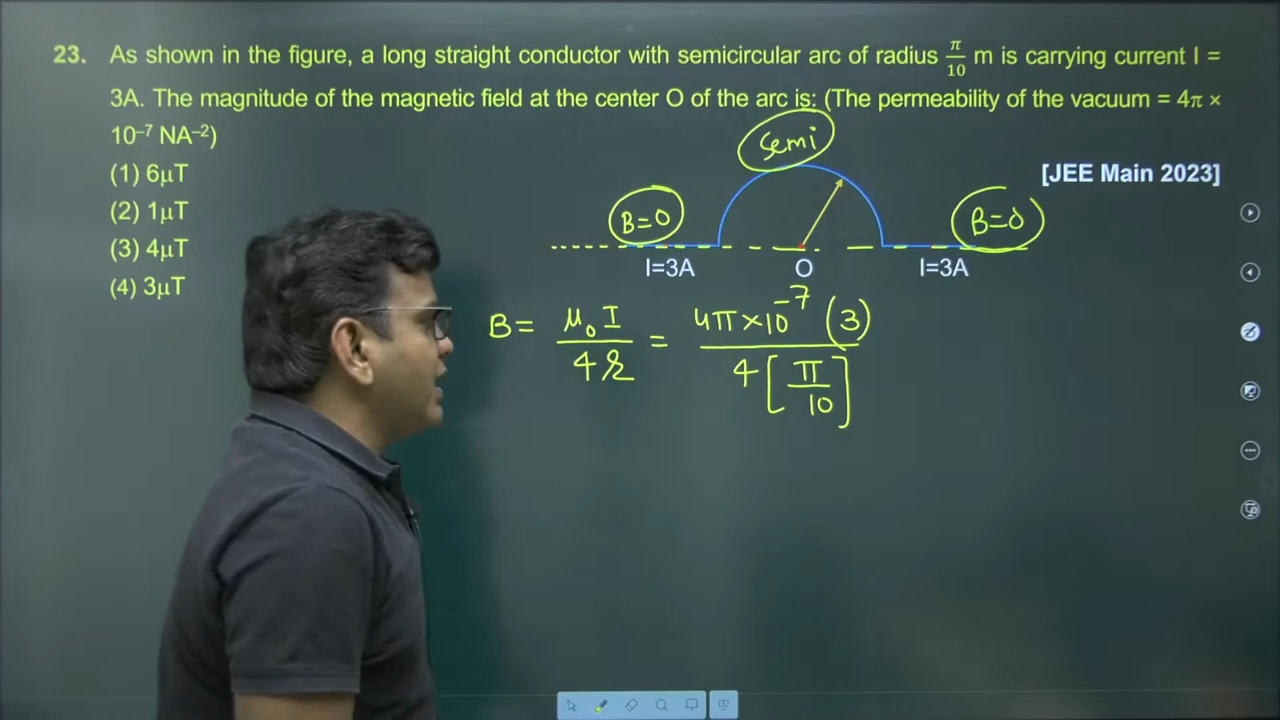 23. As shown in the figure, a long straight conductor with semicircular arc of radius π/10 m is carrying current I =
3A. The magnitude of the magnetic field at the center O of the arc is: (The permeability of the vacuum = 4π ×
10⁻⁷ NA⁻²)
(1) 6μT
(2) 1μT
(3) 4μT
(4) 3μT
[JEE Main 2023]
Semi
B=0
B=0
I=3A
O
I=3A
B= μ₀I/4r = 4π×10⁻⁷ (3)/4[π/10]